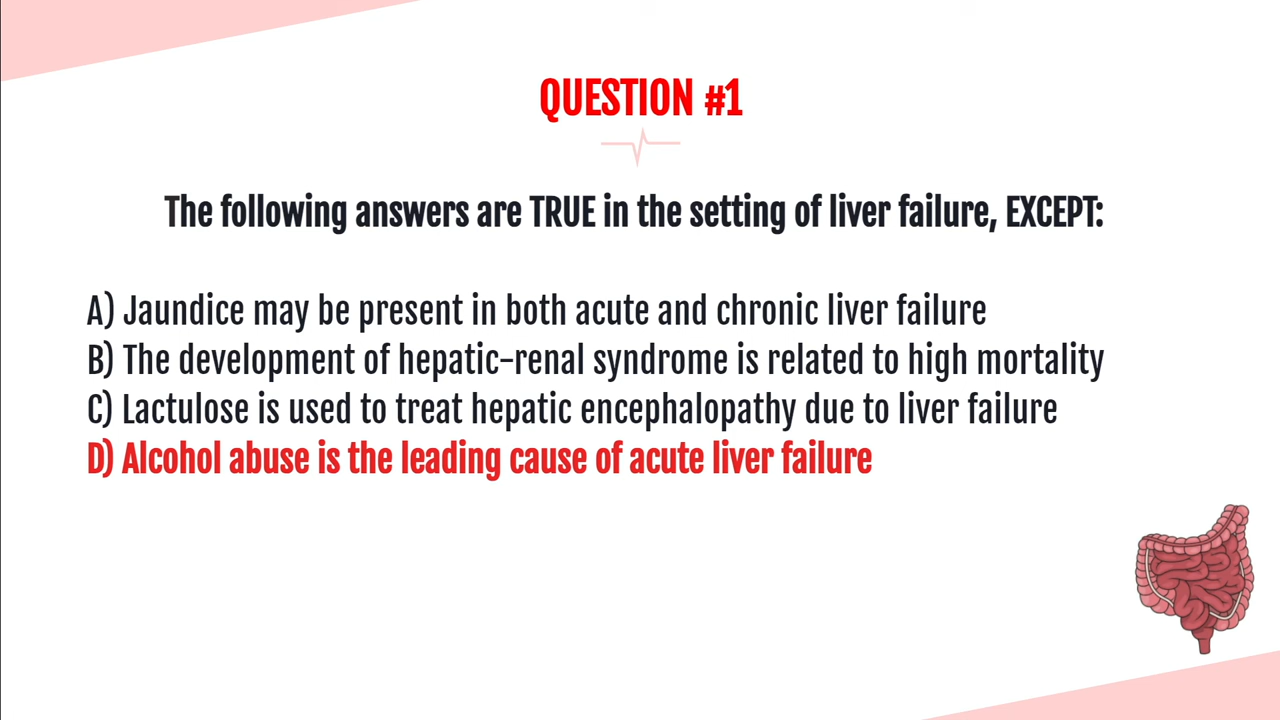 QUESTION #1
The following answers are TRUE in the setting of liver failure, EXCEPT:
A) Jaundice may be present in both acute and chronic liver failure
B) The development of hepatic-renal syndrome is related to high mortality
C) Lactulose is used to treat hepatic encephalopathy due to liver failure
D) Alcohol abuse is the leading cause of acute liver failure